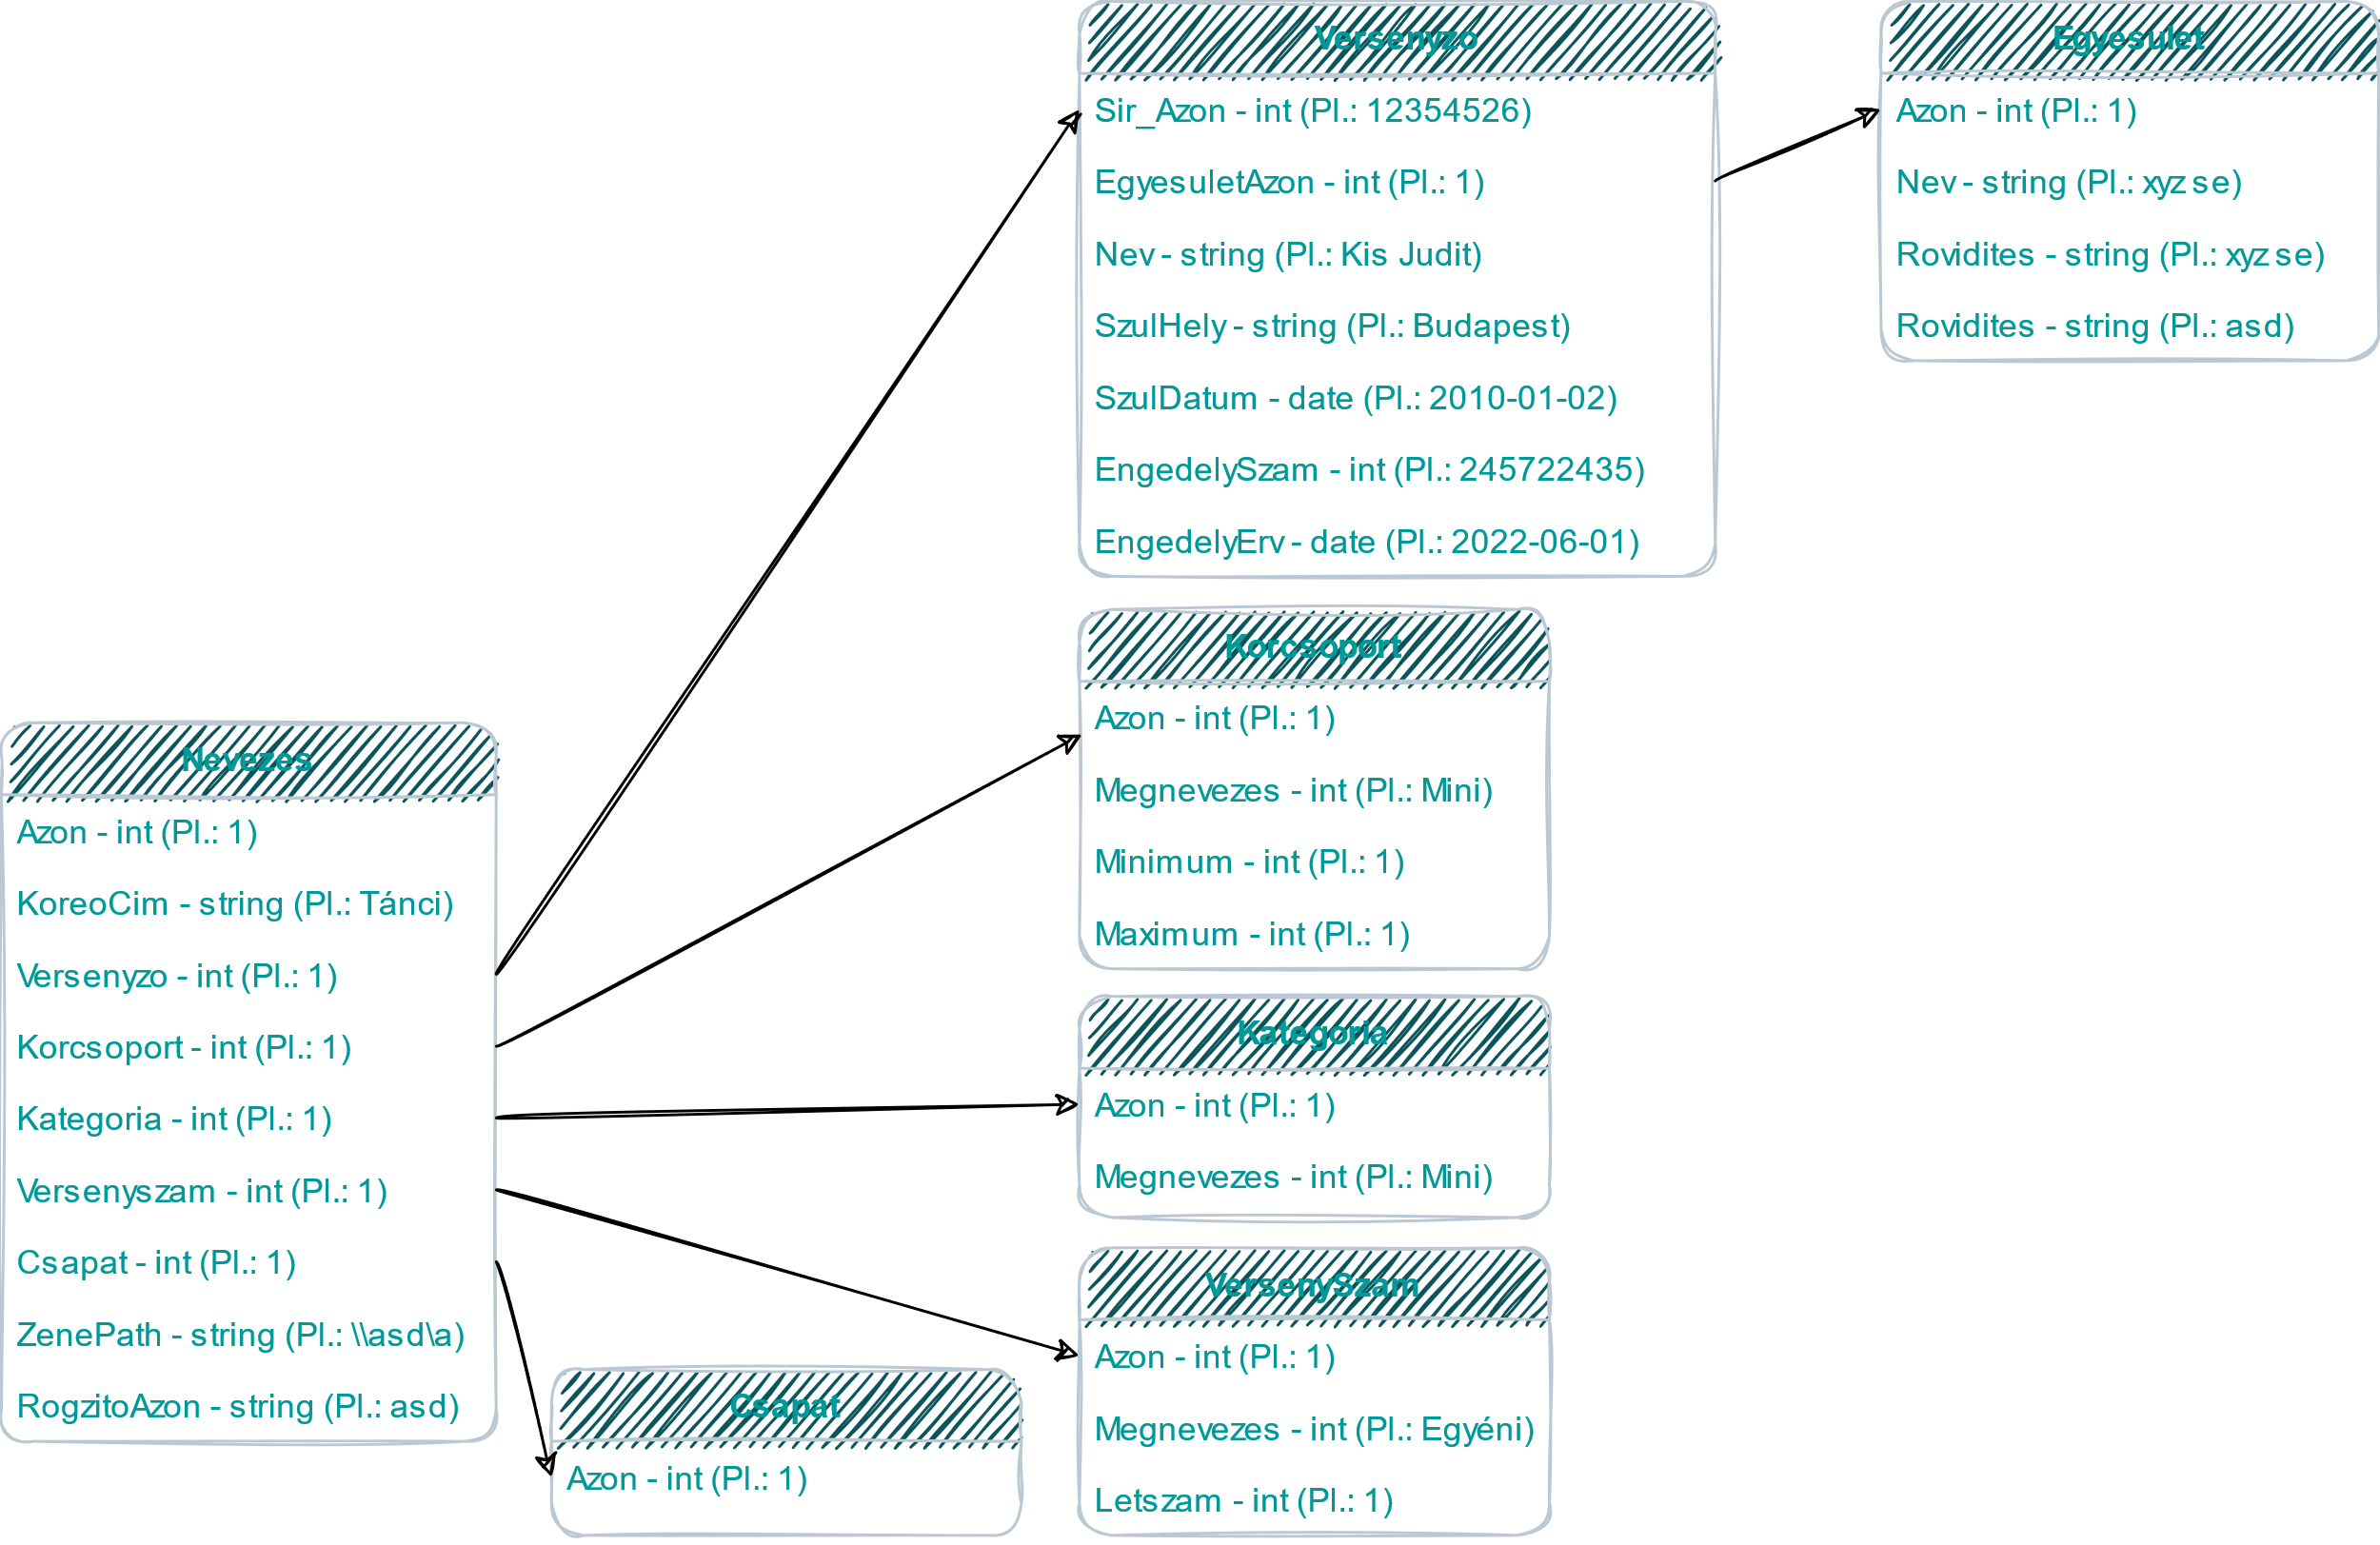 Versenyzo
Sir_Azon - int (Pl.: 12354526)
EgyesuletAzon - int (Pl.: 1)
Nev - string (Pl.: Kis Judit)
SzulHely - string (Pl.: Budapest)
SzulDatum - date (Pl.: 2010-01-02)
EngedelySzam - int (Pl.: 245722435)
EngedelyErv - date (Pl.: 2022-06-01)
Egyesulet
Azon - int (Pl.: 1)
Nev - string (Pl.: xyz se)
Rovidites - string (Pl.: xyz se)
Rovidites - string (Pl.: asd)
Korcsoport
Azon - int (Pl.: 1)
Megnevezes - int (Pl.: Mini)
Minimum - int (Pl.: 1)
Maximum - int (Pl.: 1)
Nevezes
Azon - int (Pl.: 1)
KoreoCim - string (Pl.: Tánci)
Versenyzo - int (Pl.: 1)
Korcsoport - int (Pl.: 1)
Kategoria - int (Pl.: 1)
Versenyszam - int (Pl.: 1)
Csapat - int (Pl.: 1)
ZenePath - string (Pl.: \\asd\a)
RogzitoAzon - string (Pl.: asd)
Kategoria
Azon - int (Pl.: 1)
Megnevezes - int (Pl.: Mini)
VersenySzam
Azon - int (Pl.: 1)
Megnevezes - int (Pl.: Egyéni)
Letszam - int (Pl.: 1)
Csapat
Azon - int (Pl.: 1)